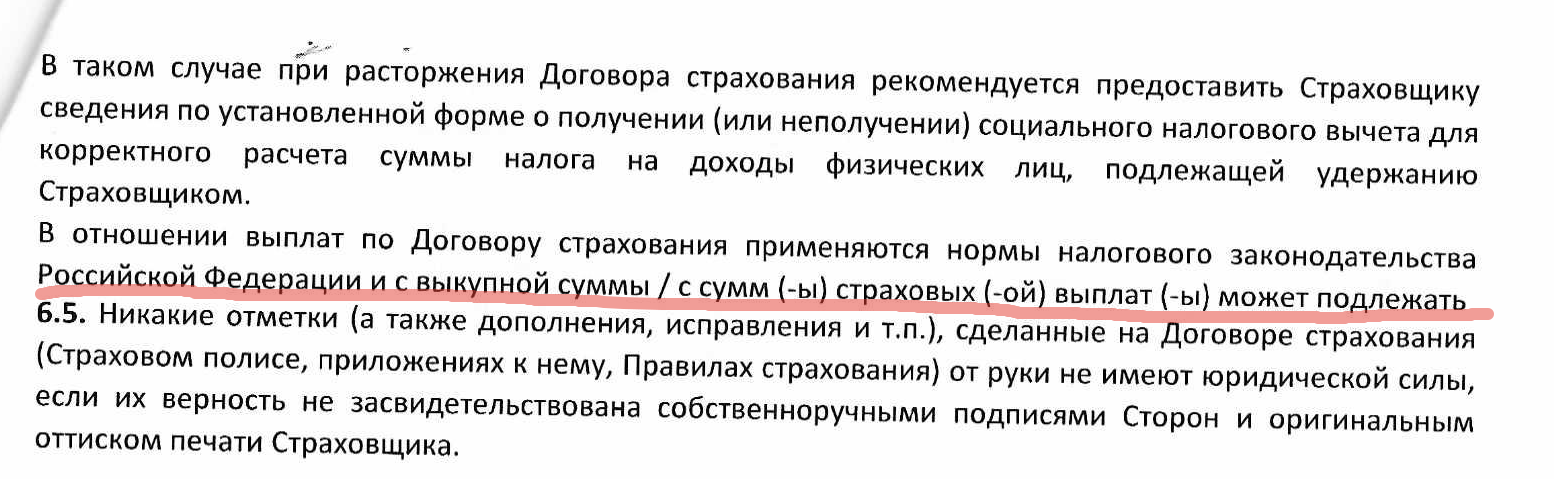 В таком случае при расторжения Договора страхования рекомендуется предоставить Страховщику
сведения по установленной форме о получении (или неполучении) социального налогового вычета для
корректного расчета суммы налога на доходы физических лиц, подлежащей удержанию
Страховщиком.
В отношении выплат по Договору страхования применяются нормы налогового законодательства
Российской Федерации и с выкупной суммы / с сумм (-ы) страховых (-ой) выплат (-ы) может подлежать
6.5. Никакие отметки (а также дополнения, исправления и т.п.), сделанные на Договоре страхования
(Страховом полисе, приложениях к нему, Правилах страхования) от руки не имеют юридической силы,
если их верность не засвидетельствована собственноручными подписями Сторон и оригинальным
оттиском печати Страховщика.